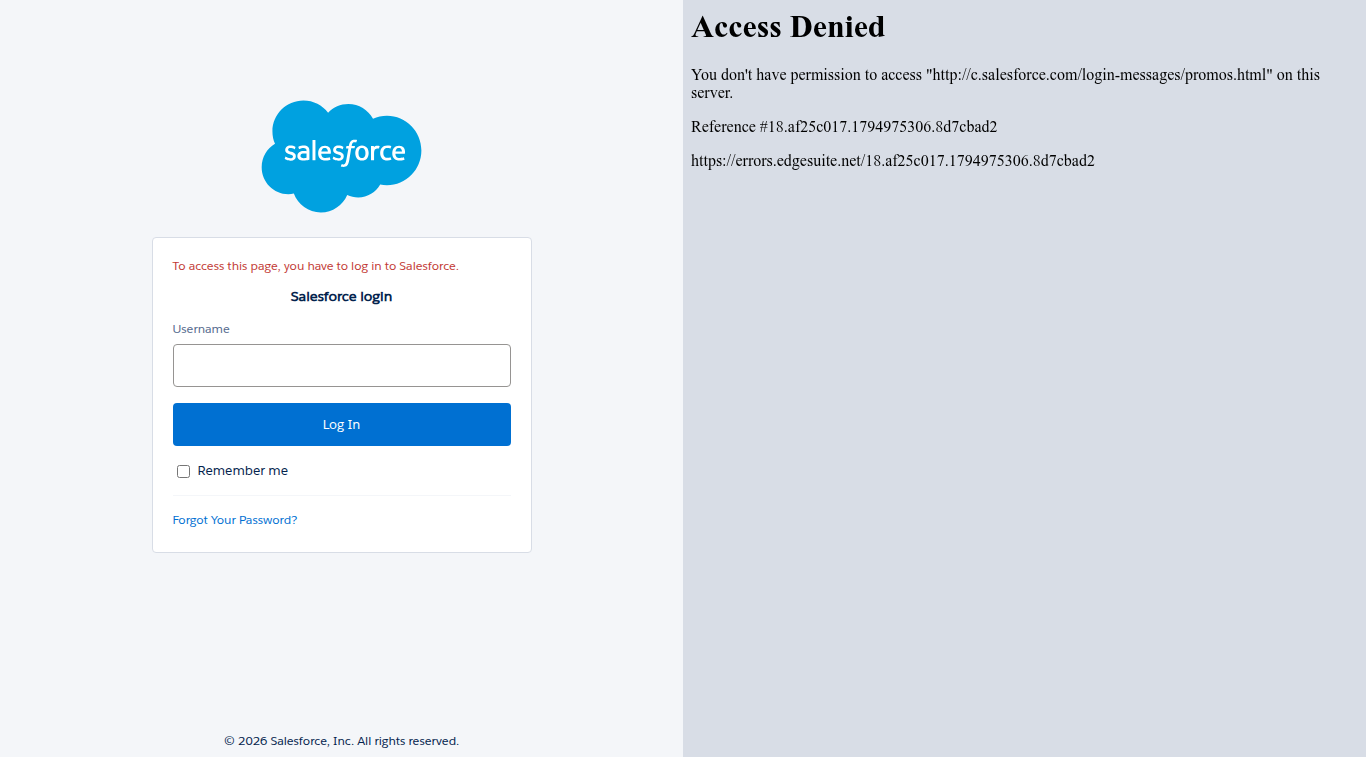 salesforce
To access this page, you have to log in to Salesforce.
Salesforce login
Username
Log In
Remember me
Forgot Your Password?
© 2026 Salesforce, Inc. All rights reserved.
Access Denied
You don't have permission to access "http://c.salesforce.com/login-messages/promos.html" on this
server.
Reference #18.af25c017.1794975306.8d7cbad2
https://errors.edgesuite.net/18.af25c017.1794975306.8d7cbad2